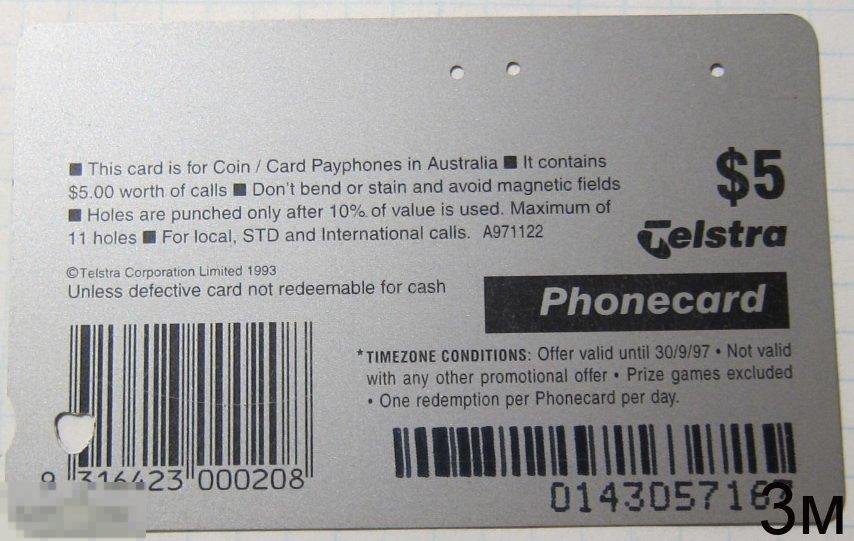 ■ This card is for Coin / Card Payphones in Australia ■ It contains
$5.00 worth of calls ■ Don't bend or stain and avoid magnetic fields
■ Holes are punched only after 10% of value is used. Maximum of
11 holes ■ For local, STD and International calls. A971122
$5
Telstra
©Telstra Corporation Limited 1993
Unless defective card not redeemable for cash
Phonecard
*TIMEZONE CONDITIONS: Offer valid until 30/9/97 • Not valid
with any other promotional offer • Prize games excluded
• One redemption per Phonecard per day.
9 316423 000208
014305716
3M